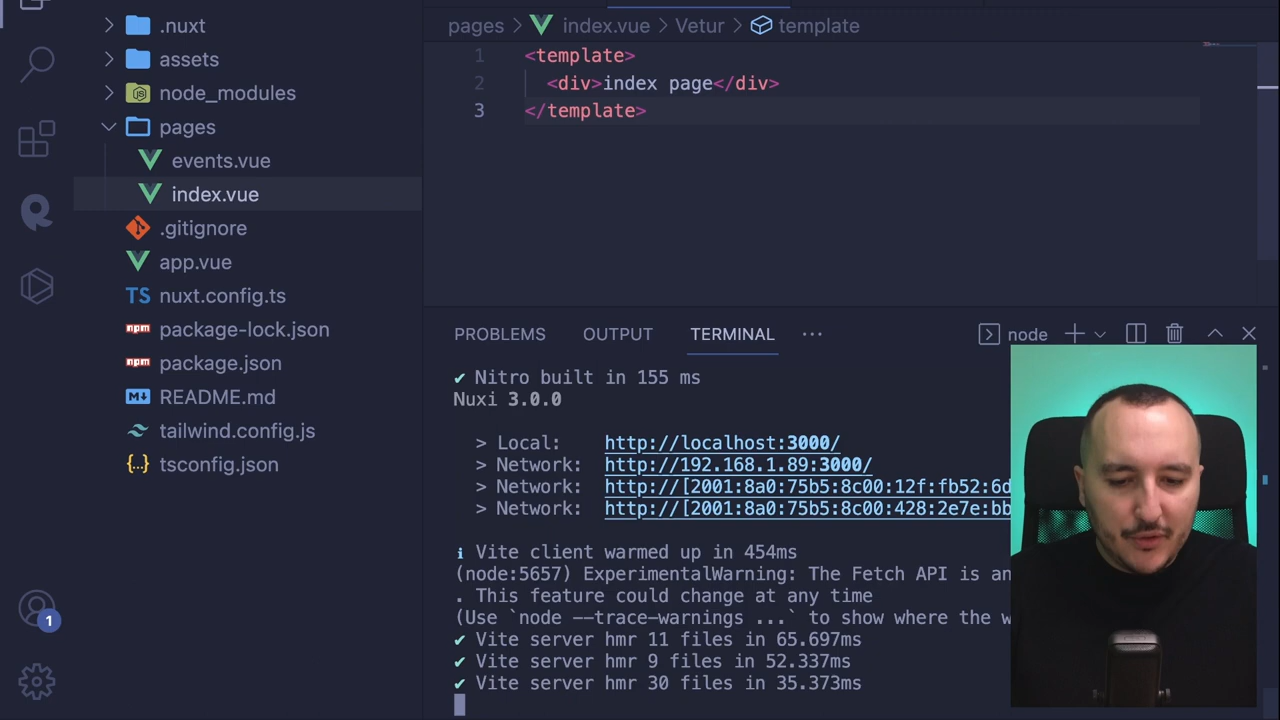 .nuxt
assets
node_modules
pages
events.vue
index.vue
.gitignore
app.vue
TS nuxt.config.ts
npm package-lock.json
npm package.json
M README.md
tailwind.config.js
{..} tsconfig.json
1
pages > index.vue > Vetur > template
1 <template>
2 <div>index page</div>
3 </template>
PROBLEMS OUTPUT TERMINAL ··· node
✔ Nitro built in 155 ms
Nuxi 3.0.0
> Local: http://localhost:3000/
> Network: http://192.168.1.89:3000/
> Network: http://[2001:8a0:75b5:8c00:12f:fb52:6d
> Network: http://[2001:8a0:75b5:8c00:428:2e7e:bb
ℹ Vite client warmed up in 454ms
(node:5657) ExperimentalWarning: The Fetch API is an
. This feature could change at any time
(Use `node --trace-warnings ...` to show where the w
✔ Vite server hmr 11 files in 65.697ms
✔ Vite server hmr 9 files in 52.337ms
✔ Vite server hmr 30 files in 35.373ms